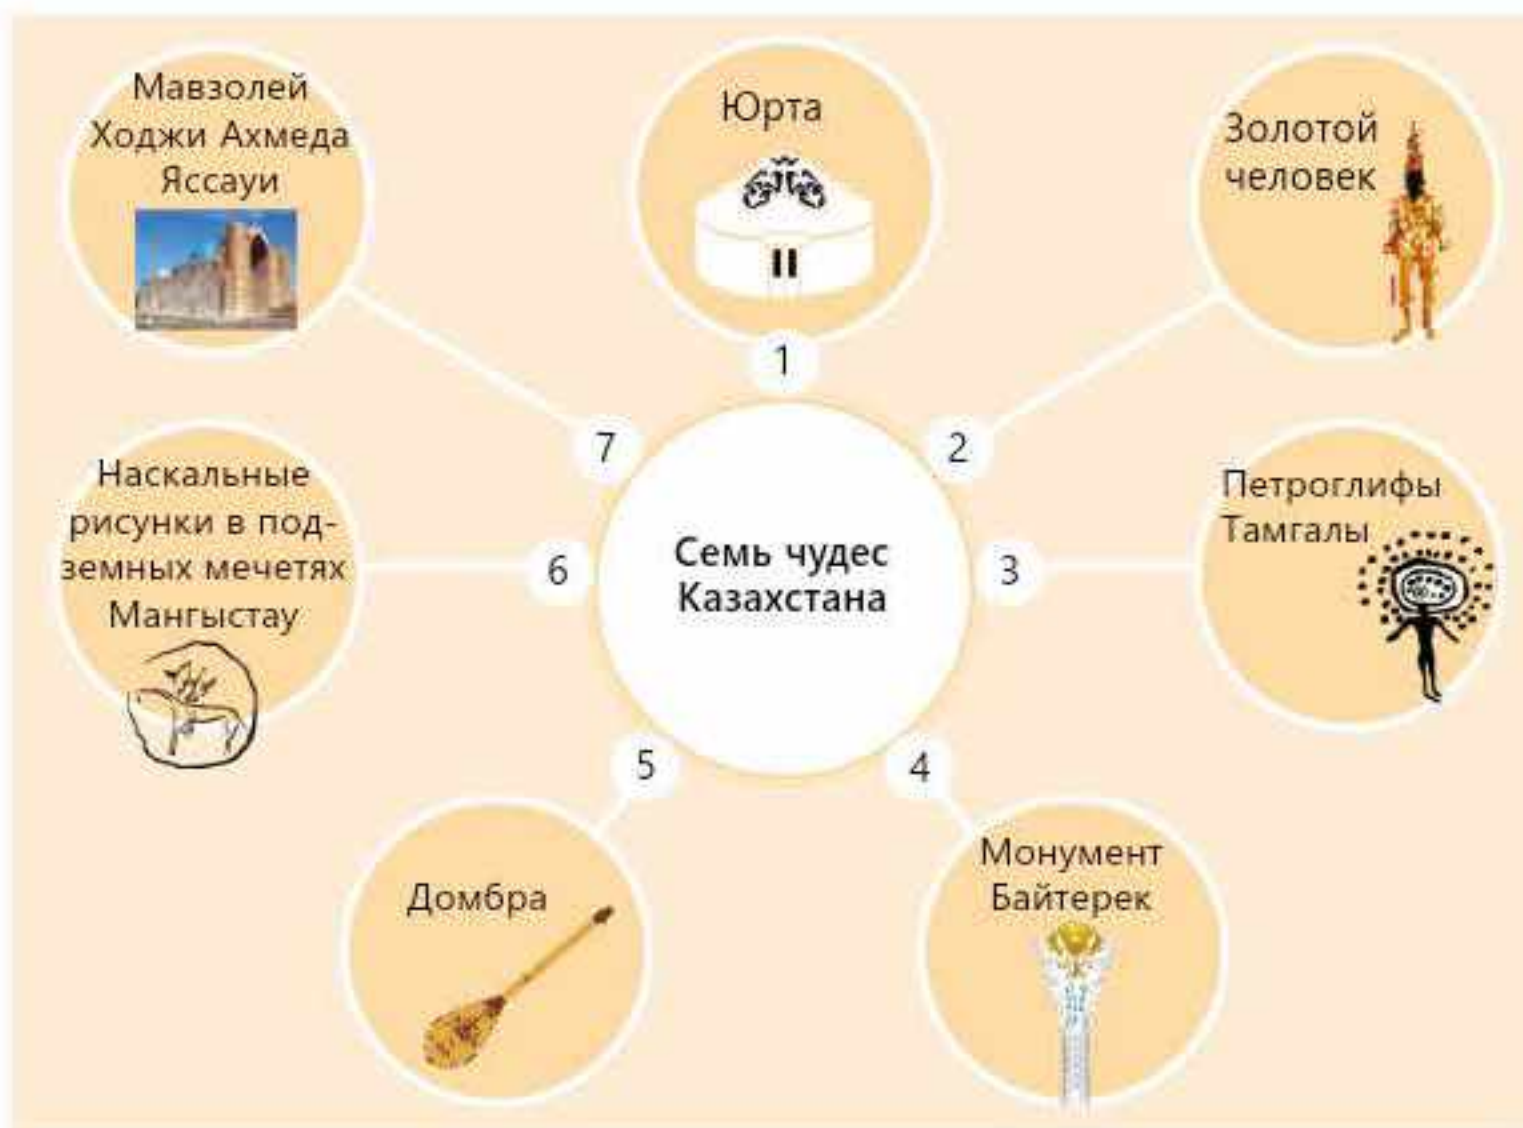 Мавзолей
Ходжи Ахмеда
Яссауи
Юрта
Золотой
человек
1
7
2
Наскальные
рисунки в под-
земных мечетях
Мангыстау
Петроглифы
Тамгалы
6
Семь чудес
Казахстана
3
5
4
Домбра
Монумент
Байтерек